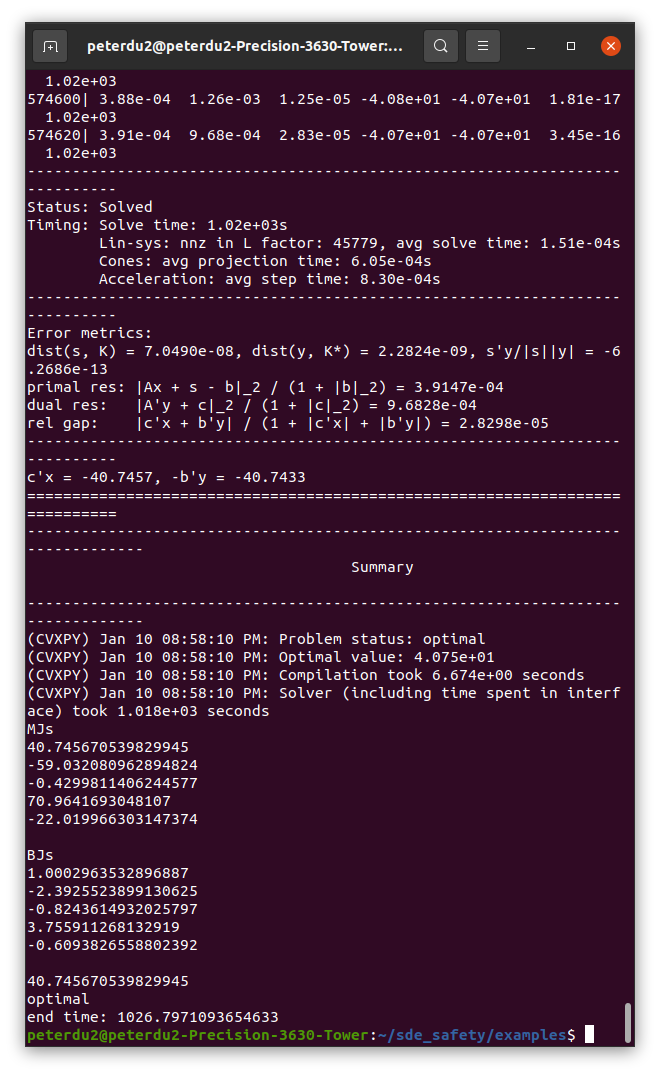 peterdu2@peterdu2-Precision-3630-Tower:...
  1.02e+03
574600| 3.88e-04  1.26e-03  1.25e-05 -4.08e+01 -4.07e+01  1.81e-17
  1.02e+03
574620| 3.91e-04  9.68e-04  2.83e-05 -4.07e+01 -4.07e+01  3.45e-16
  1.02e+03
------------------------------------------------------------------
----------
Status: Solved
Timing: Solve time: 1.02e+03s
        Lin-sys: nnz in L factor: 45779, avg solve time: 1.51e-04s
        Cones: avg projection time: 6.05e-04s
        Acceleration: avg step time: 8.30e-04s
------------------------------------------------------------------
----------
Error metrics:
dist(s, K) = 7.0490e-08, dist(y, K*) = 2.2824e-09, s'y/|s||y| = -6
.2686e-13
primal res: |Ax + s - b|_2 / (1 + |b|_2) = 3.9147e-04
dual res:   |A'y + c|_2 / (1 + |c|_2) = 9.6828e-04
rel gap:    |c'x + b'y| / (1 + |c'x| + |b'y|) = 2.8298e-05
------------------------------------------------------------------
----------
c'x = -40.7457, -b'y = -40.7433
==================================================================
==========
------------------------------------------------------------------
-------------
                                    Summary
------------------------------------------------------------------
-------------
(CVXPY) Jan 10 08:58:10 PM: Problem status: optimal
(CVXPY) Jan 10 08:58:10 PM: Optimal value: 4.075e+01
(CVXPY) Jan 10 08:58:10 PM: Compilation took 6.674e+00 seconds
(CVXPY) Jan 10 08:58:10 PM: Solver (including time spent in interf
ace) took 1.018e+03 seconds
MJs
40.745670539829945
-59.032080962894824
-0.4299811406244577
70.9641693048107
-22.019966303147374

BJs
1.0002963532896887
-2.3925523899130625
-0.8243614932025797
3.755911268132919
-0.6093826558802392

40.745670539829945
optimal
end time: 1026.7971093654633
peterdu2@peterdu2-Precision-3630-Tower:~/sde_safety/examples$